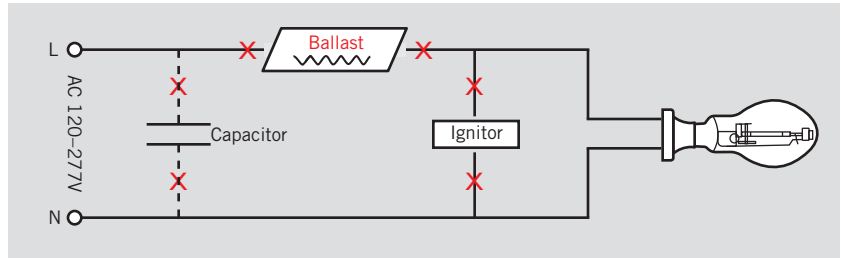 L
Ballast
AC 120–277V
Capacitor
Ignitor
N